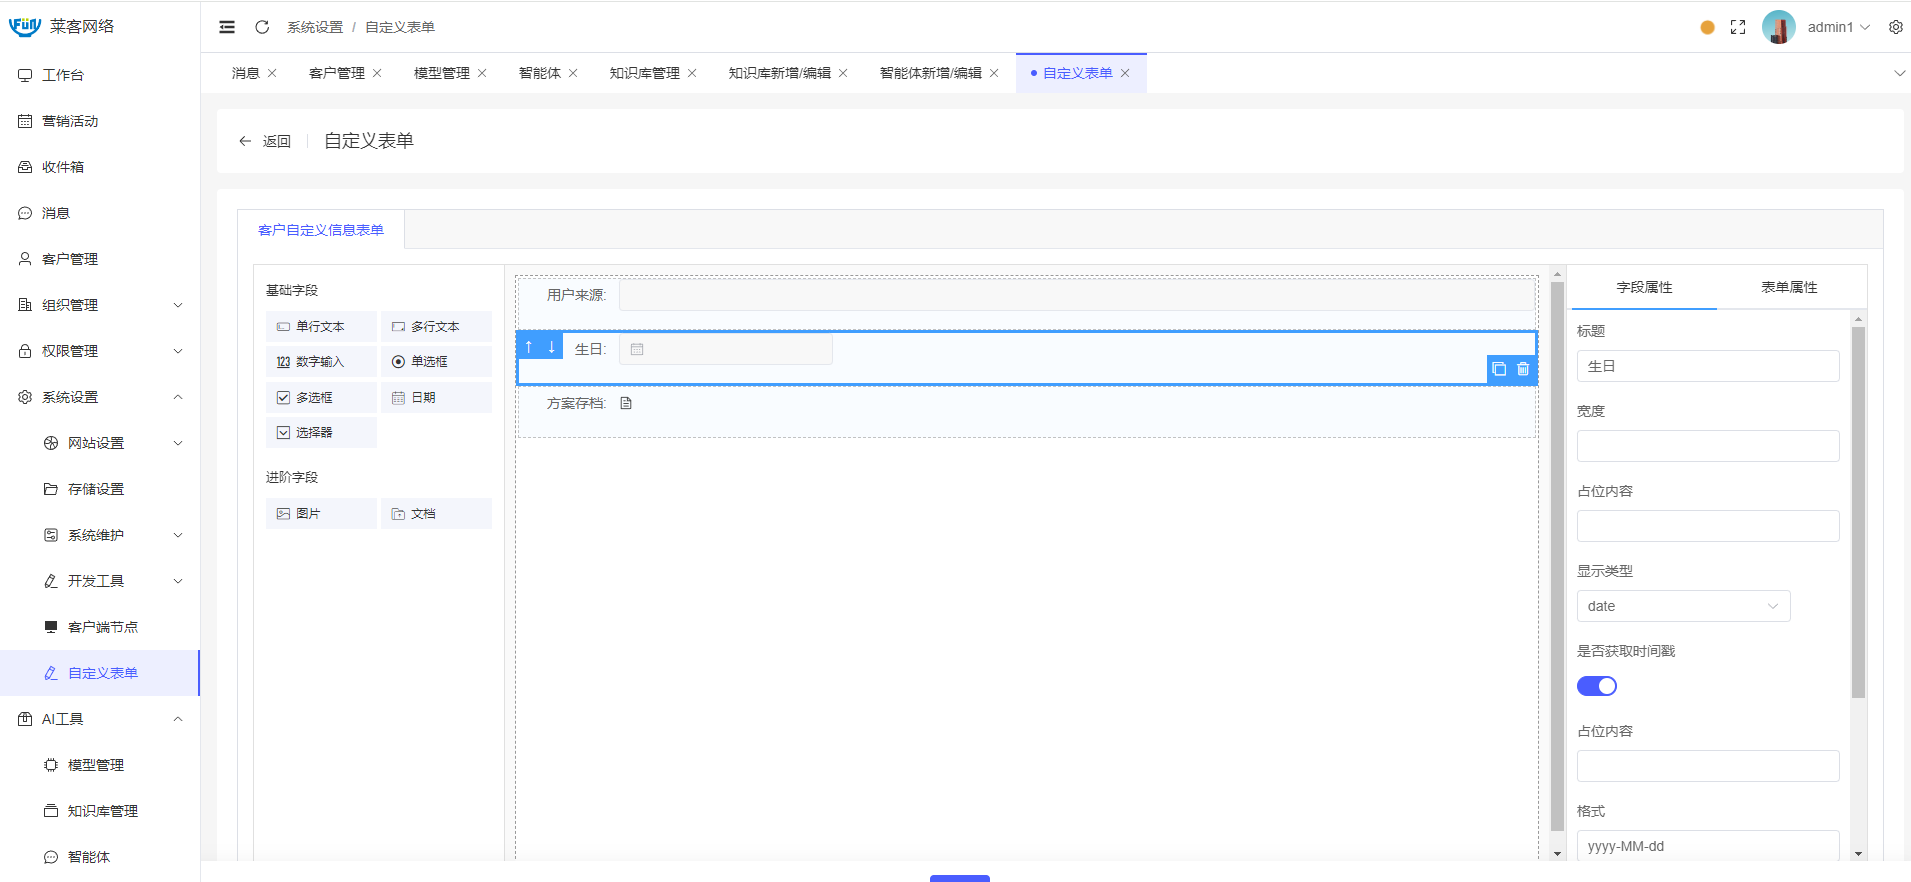 Fün 莱客网络
系统设置 / 自定义表单
admin1
工作台
营销活动
收件箱
消息
客户管理
组织管理
权限管理
系统设置
网站设置
存储设置
系统维护
开发工具
客户端节点
自定义表单
AI工具
模型管理
知识库管理
智能体
消息 客户管理 模型管理 智能体 知识库管理 知识库新增/编辑 智能体新增/编辑 自定义表单
返回 自定义表单
客户自定义信息表单
基础字段
单行文本 多行文本
123 数字输入 单选框
多选框 日期
选择器
进阶字段
图片 文档
用户来源:
生日:
方案存档:
字段属性 表单属性
标题
生日
宽度
占位内容
显示类型
date
是否获取时间戳
占位内容
格式
yyyy-MM-dd